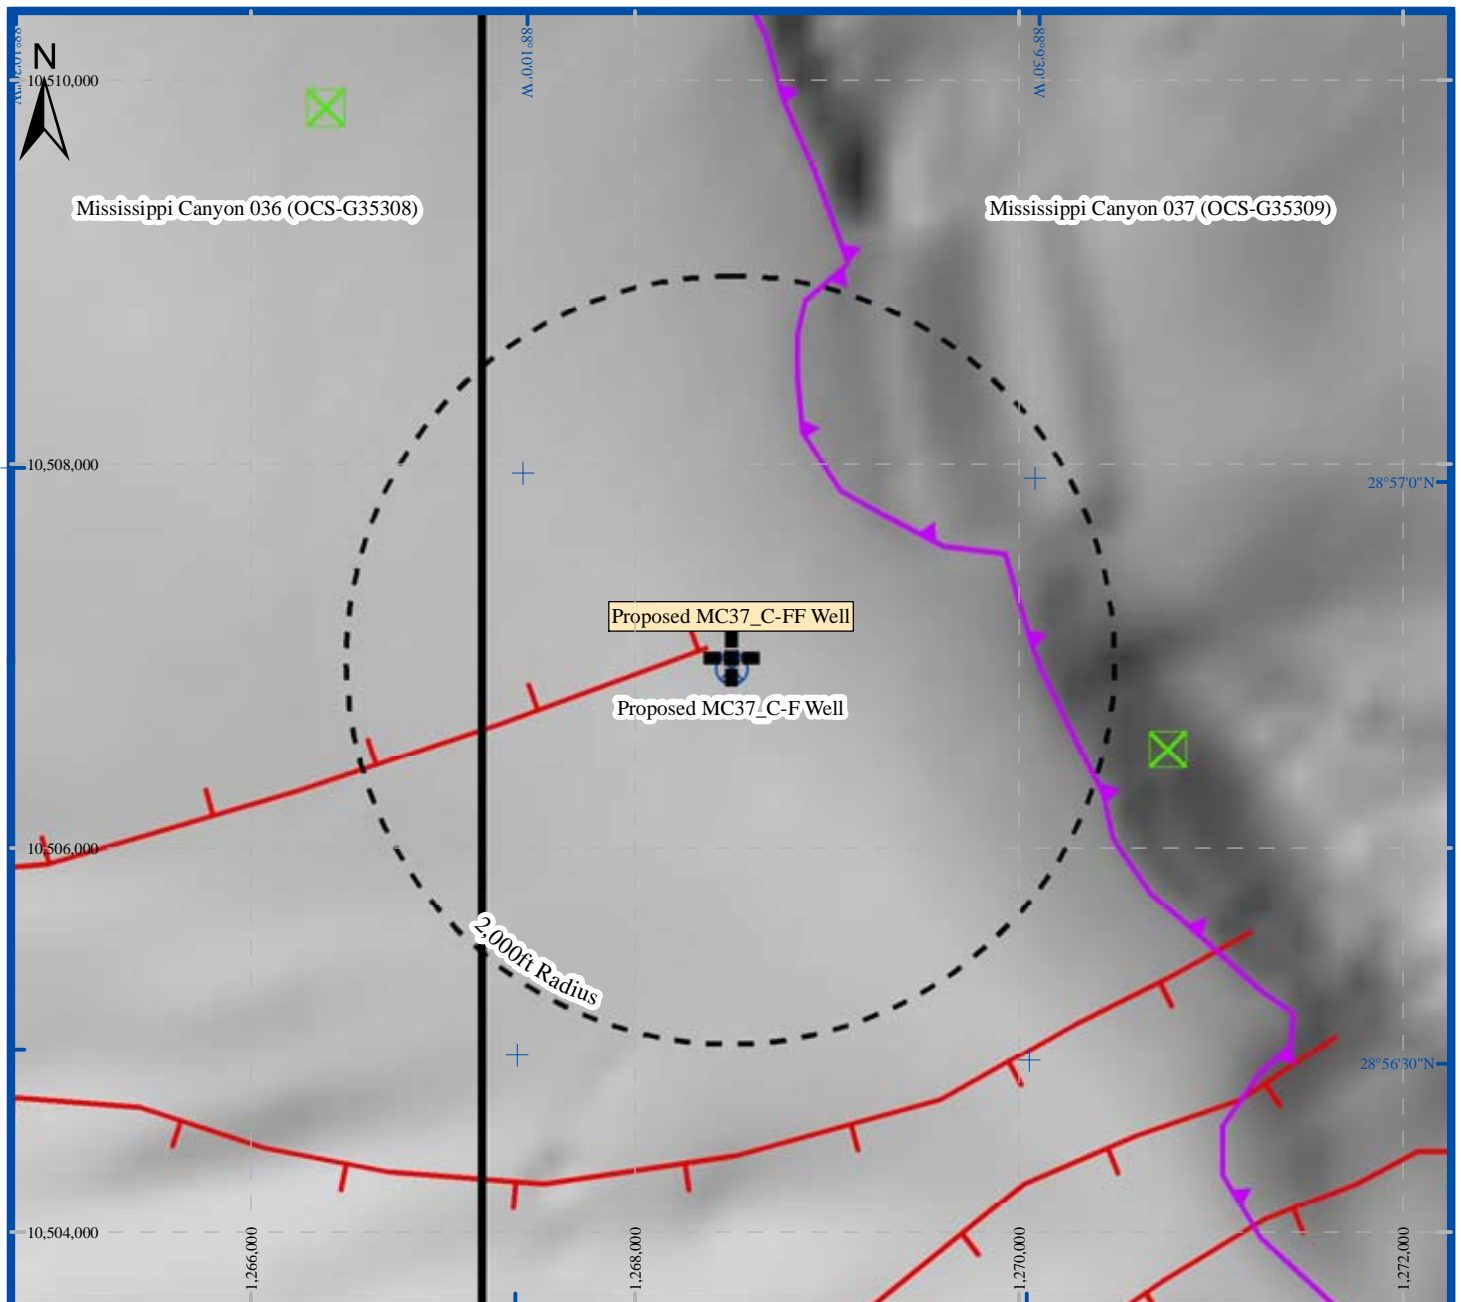 88°10'0"W
88°9'30"W
N
10,510,000
Mississippi Canyon 036 (OCS-G35308)
Mississippi Canyon 037 (OCS-G35309)
10,508,000
28°57'0"N
Proposed MC37_C-FF Well
Proposed MC37_C-F Well
10,506,000
2,000ft Radius
28°56'30"N
10,504,000
1,266,000
1,268,000
1,270,000
1,272,000